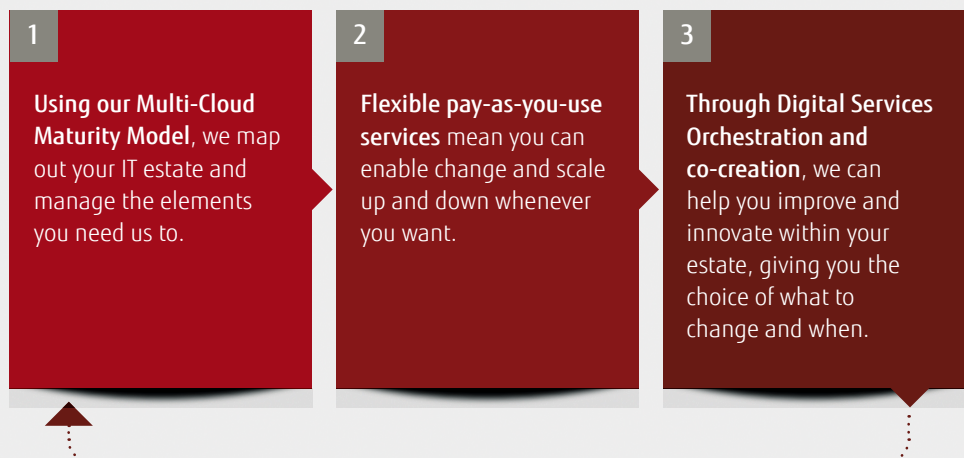 1
Using our Multi-Cloud
Maturity Model, we map
out your IT estate and
manage the elements
you need us to.
2
Flexible pay-as-you-use
services mean you can
enable change and scale
up and down whenever
you want.
3
Through Digital Services
Orchestration and
co-creation, we can
help you improve and
innovate within your
estate, giving you the
choice of what to
change and when.